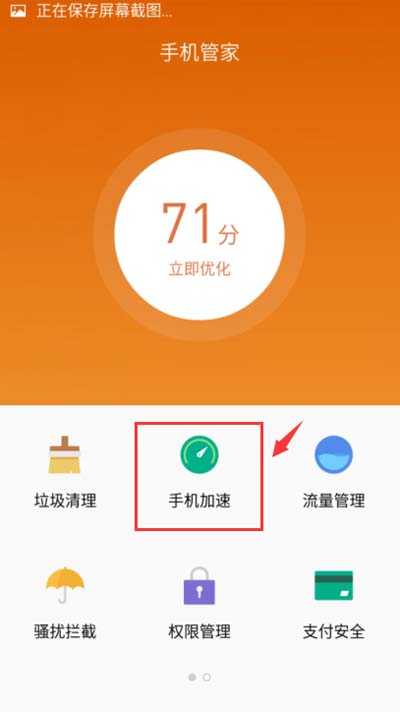 正在保存屏幕截图...
手机管家
71分
立即优化
垃圾清理
手机加速
流量管理
骚扰拦截
权限管理
支付安全